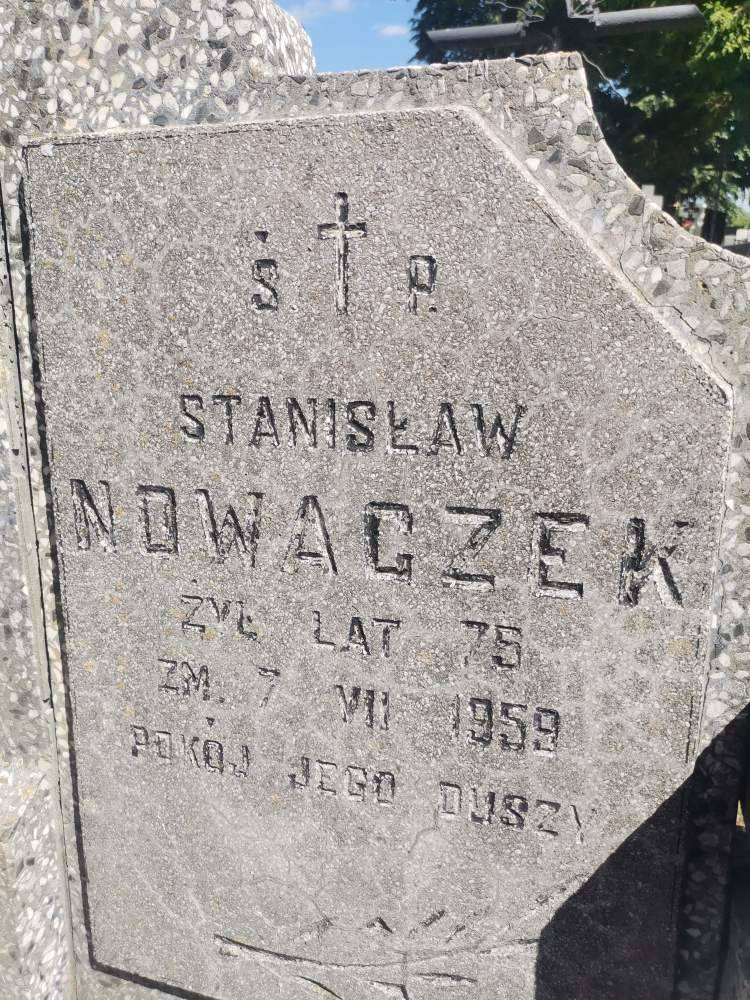 Ś P.
STANISŁAW
NOWACZEK
ŻYŁ LAT 75
ZM. 7 VII 1959
POKÓJ JEGO DUSZY